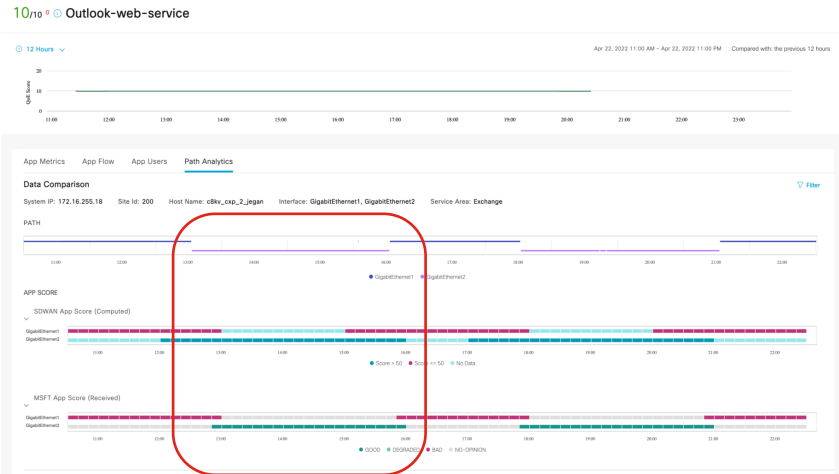 10/10 0 Outlook-web-service
12 Hours
Apr 22, 2022 11:00 AM - Apr 22, 2022 11:00 PM Compared with: the previous 12 hours
QoE Score
20
10
0
11:00 12:00 13:00 14:00 15:00 16:00 17:00 18:00 19:00 20:00 21:00 22:00 23:00
App Metrics App Flow App Users Path Analytics
Data Comparison
Filter
System IP: 172.16.255.18 Site Id: 200 Host Name: c8kv_cxp_2_jegan Interface: GigabitEthernet1, GigabitEthernet2 Service Area: Exchange
PATH
11:00 12:00 13:00 14:00 15:00 16:00 17:00 18:00 19:00 20:00 21:00 22:00
GigabitEthernet1 GigabitEthernet2
APP SCORE
SDWAN App Score (Computed)
GigabitEthernet1
GigabitEthernet2
11:00 12:00 13:00 14:00 15:00 16:00 17:00 18:00 19:00 20:00 21:00 22:00
Score > 50 Score <= 50 No Data
MSFT App Score (Received)
GigabitEthernet1
GigabitEthernet2
11:00 12:00 13:00 14:00 15:00 16:00 17:00 18:00 19:00 20:00 21:00 22:00
GOOD DEGRADED BAD NO-OPINION